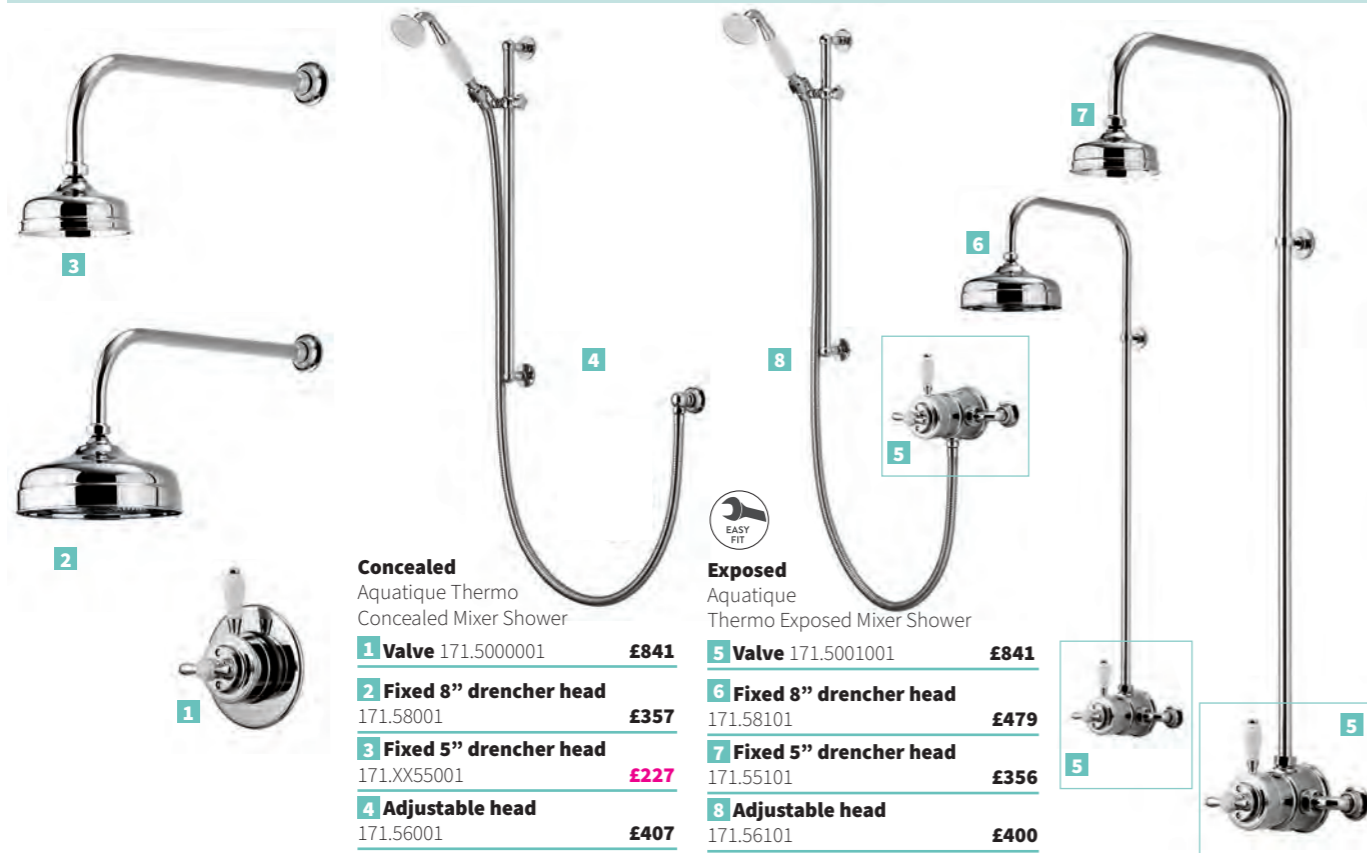 3
2
1
4
8
5
7
6
5
5
EASY
FIT
Concealed
Aquatique Thermo
Concealed Mixer Shower
1 Valve 171.5000001 £841
2 Fixed 8” drencher head
171.58001 £357
3 Fixed 5” drencher head
171.XX55001 £227
4 Adjustable head
171.56001 £407
Exposed
Aquatique
Thermo Exposed Mixer Shower
5 Valve 171.5001001 £841
6 Fixed 8” drencher head
171.58101 £479
7 Fixed 5” drencher head
171.55101 £356
8 Adjustable head
171.56101 £400